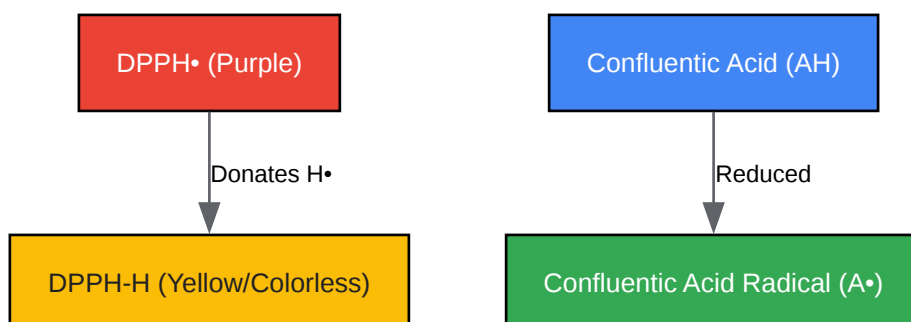 DPPH• (Purple)
Confluentic Acid (AH)
Donates H•
Reduced
DPPH-H (Yellow/Colorless)
Confluentic Acid Radical (A•)